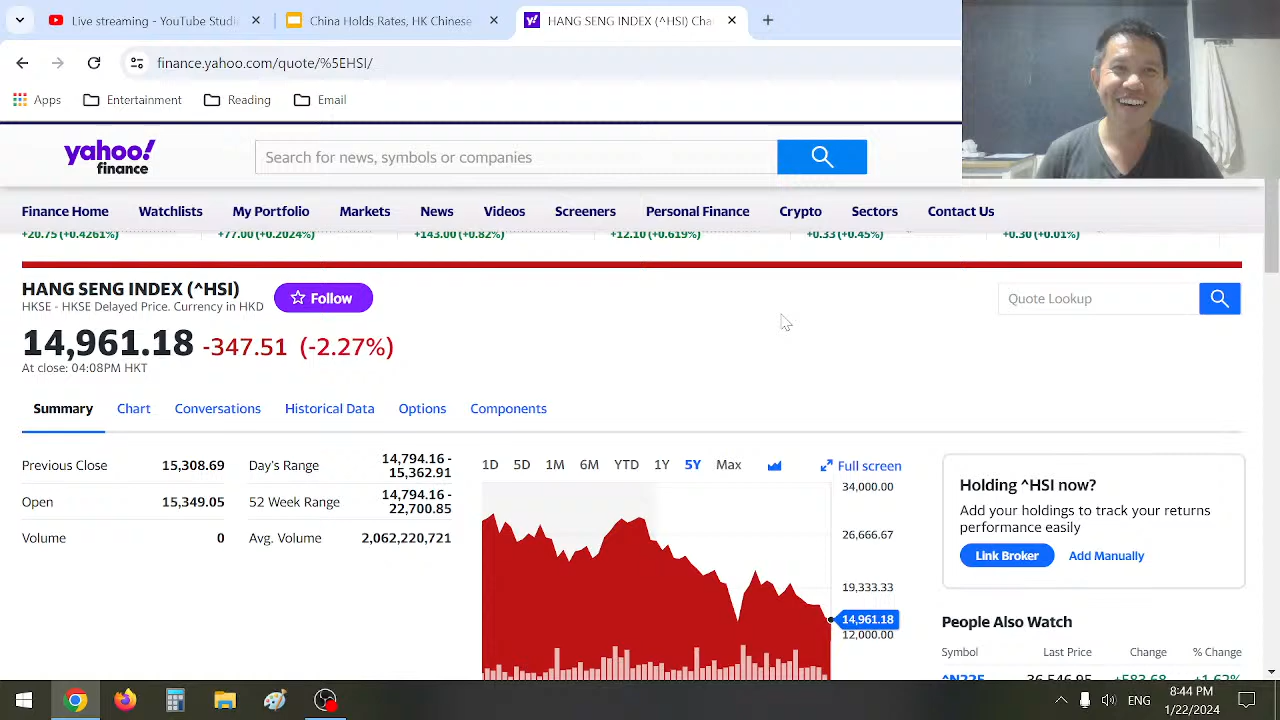 Live streaming - YouTube Studi
China Holds Rates, HK Chinese
HANG SENG INDEX (^HSI) Cha
finance.yahoo.com/quote/%5EHSI/
Apps
Entertainment
Reading
Email
yahoo!
finance
Search for news, symbols or companies
Finance Home
Watchlists
My Portfolio
Markets
News
Videos
Screeners
Personal Finance
Crypto
Sectors
Contact Us
+20.75 (+0.4261%)
+77.00 (+0.2024%)
+143.00 (+0.82%)
+12.10 (+0.619%)
+0.33 (+0.45%)
+0.30 (+0.01%)
HANG SENG INDEX (^HSI)
Follow
HKSE - HKSE Delayed Price. Currency in HKD
Quote Lookup
14,961.18 -347.51 (-2.27%)
At close: 04:08PM HKT
Summary
Chart
Conversations
Historical Data
Options
Components
Previous Close 15,308.69
Open 15,349.05
Volume 0
Day's Range 14,794.16 -
15,362.91
52 Week Range 14,794.16 -
22,700.85
Avg. Volume 2,062,220,721
1D 5D 1M 6M YTD 1Y 5Y Max
Full screen
34,000.00
26,666.67
19,333.33
14,961.18
12,000.00
Holding ^HSI now?
Add your holdings to track your returns
performance easily
Link Broker
Add Manually
People Also Watch
Symbol Last Price Change % Change
^N225 36,546.95 +583.68 +1.62%
ENG
8:44 PM
1/22/2024